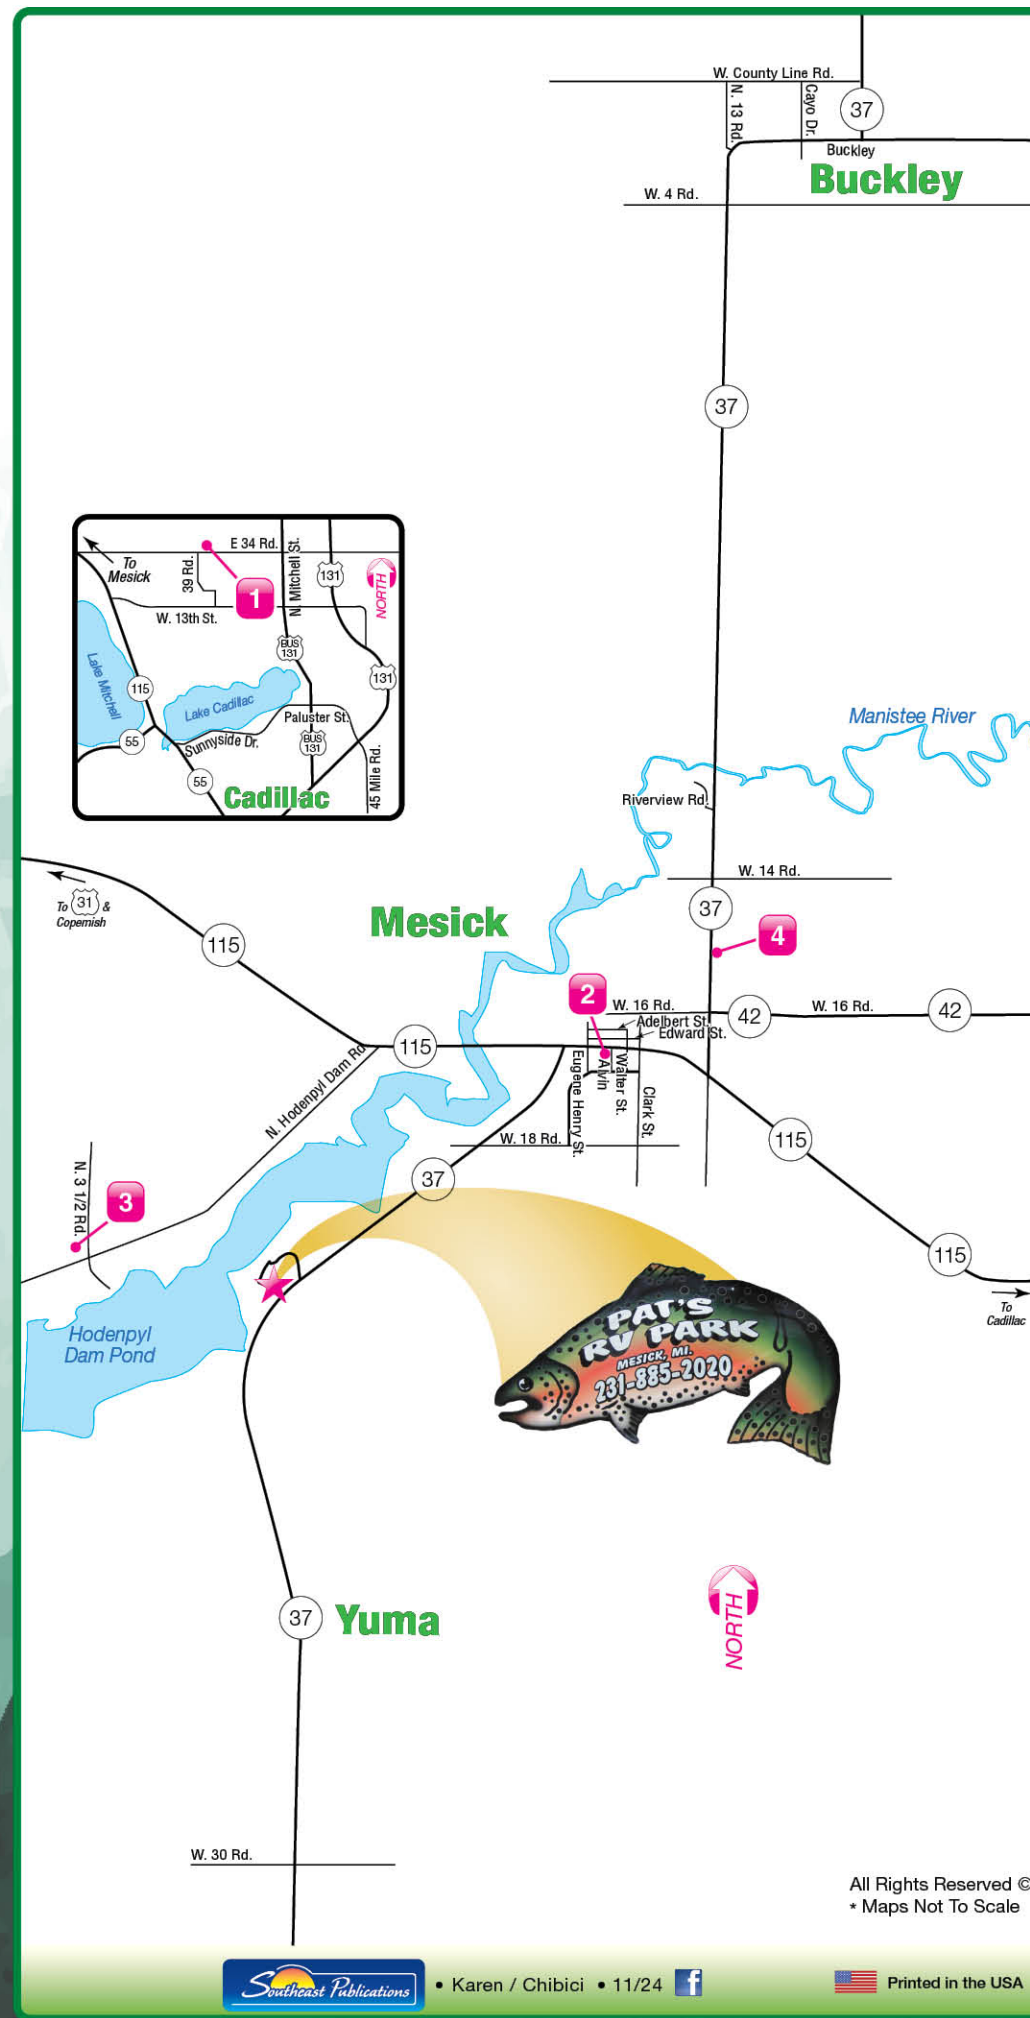 W. County Line Rd.
N. 13 Rd.
Cayo Dr.
37
Buckley
Buckley
W. 4 Rd.
37
To
Mesick
E 34 Rd.
39 Rd.
1
N. Mitchell St.
131
NORTH
W. 13th St.
BUS
131
131
Lake Mitchell
115
Lake Cadillac
55
Sunnyside Dr.
Paluster St.
BUS
131
45 Mile Rd.
55
Cadillac
Manistee River
Riverview Rd.
W. 14 Rd.
To 31 &
Copemish
37
Mesick
115
4
2
W. 16 Rd.
42
W. 16 Rd.
42
Adelbert St.
Edward St.
115
N. Hodenpyl Dam Rd
Eugene Henry St.
Alvin
Walter St.
Clark St.
W. 18 Rd.
115
37
N. 3 1/2 Rd.
3
115
To
Cadillac
Hodenpyl
Dam Pond
PAT'S
RV PARK
MESICK, MI.
231-885-2020
NORTH
37
Yuma
W. 30 Rd.
All Rights Reserved ©
* Maps Not To Scale
Southeast Publications
• Karen / Chibici • 11/24
f
Printed in the USA